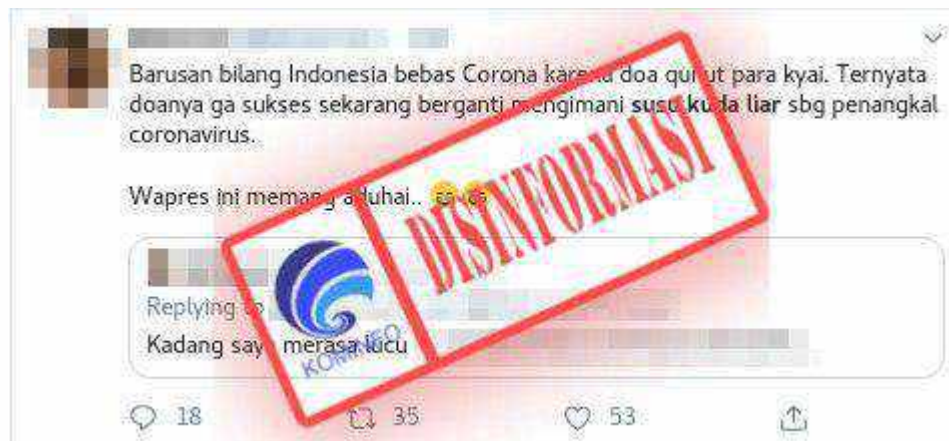 Barusan bilang Indonesia bebas Corona karena doa qunut para kyai. Ternyata
doanya ga sukses sekarang berganti mengimani susu kuda liar sbg penangkal
coronavirus.
Wapres ini memang aduhai..
DISINFORMASI
KOMINFO
Replying to
Kadang saya merasa lucu
18 35 53